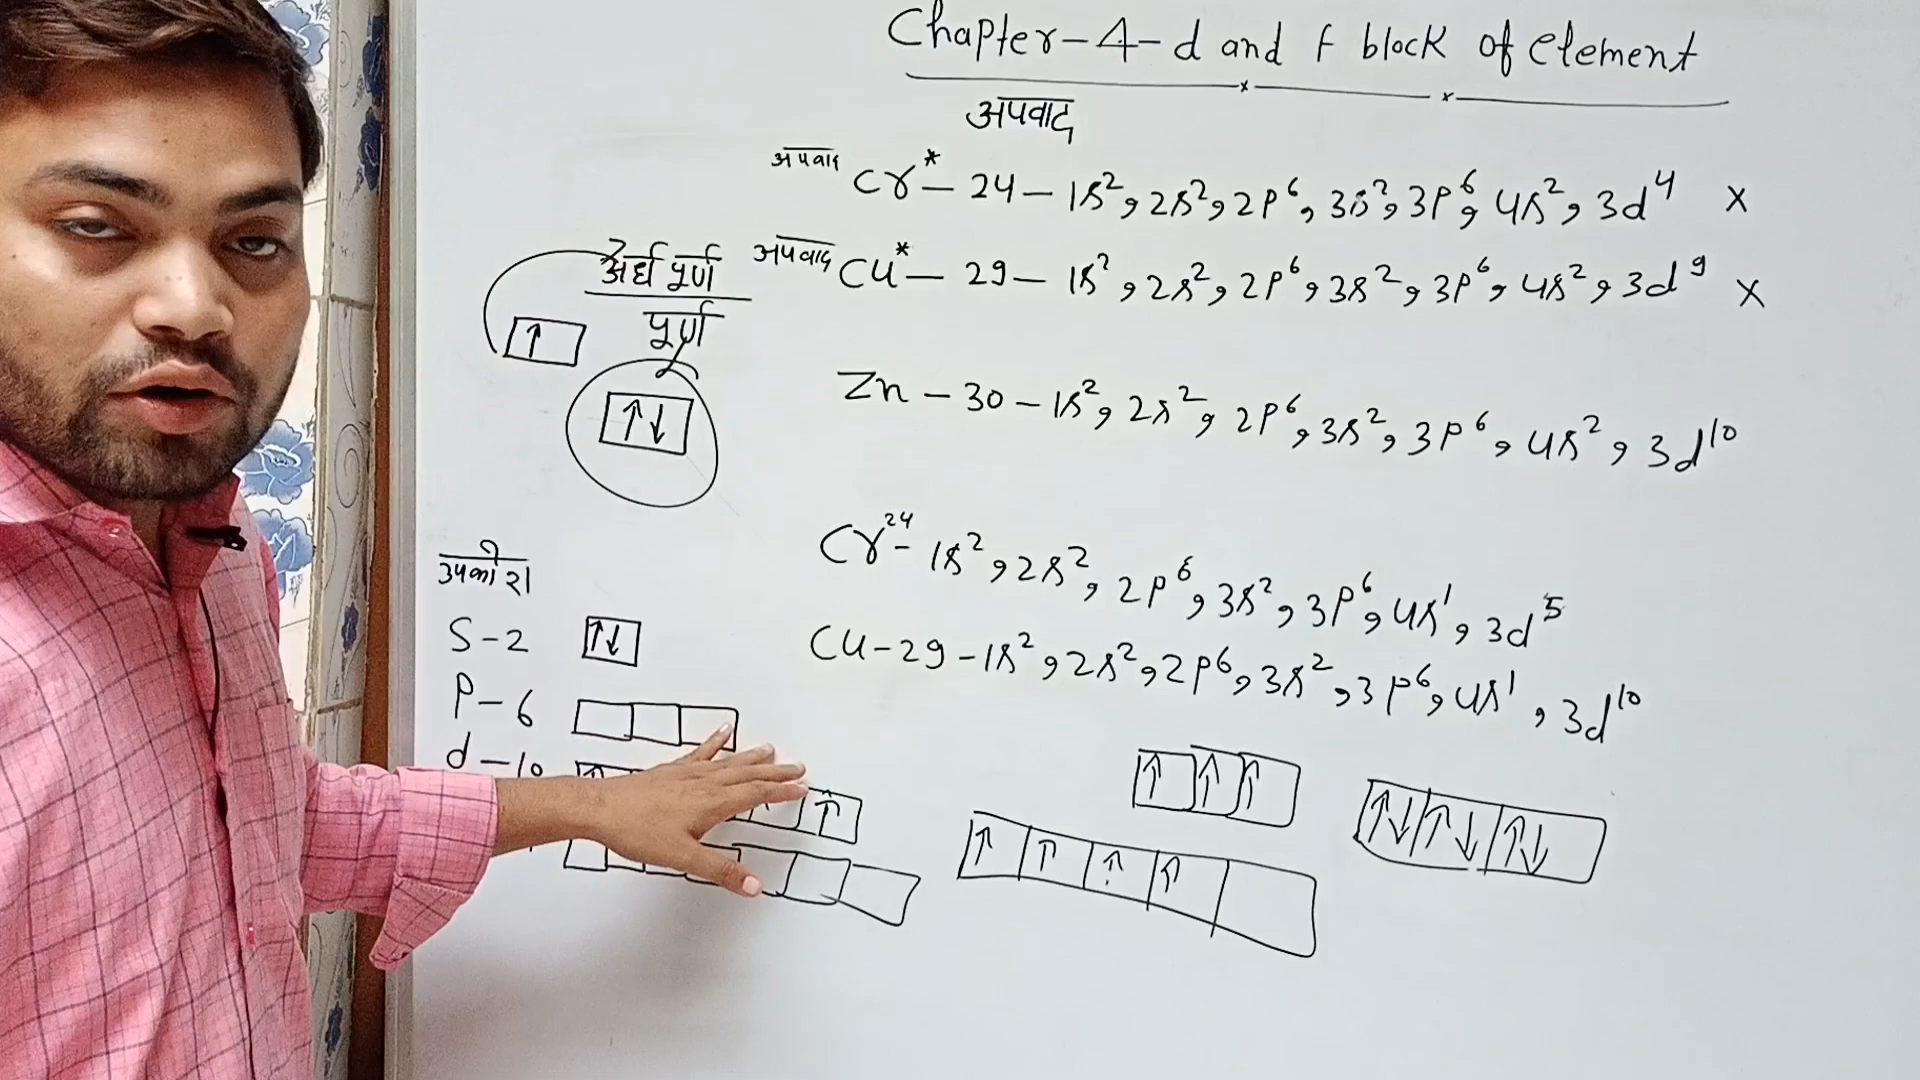 Chapter-4-d and f block of element
अपवाद
अपवाद Cr* - 24 - 1s², 2s², 2p⁶, 3s², 3p⁶, 4s², 3d⁴ ×
अपवाद Cu* - 29 - 1s², 2s², 2p⁶, 3s², 3p⁶, 4s², 3d⁹ ×
अर्ध पूर्ण
पूर्ण
↑
↑↓
Zn - 30 - 1s², 2s², 2p⁶, 3s², 3p⁶, 4s², 3d¹⁰
Cr²⁴ - 1s², 2s², 2p⁶, 3s², 3p⁶, 4s¹, 3d⁵
Cu - 29 - 1s², 2s², 2p⁶, 3s², 3p⁶, 4s¹, 3d¹⁰
S - 2 ↑↓
P - 6
d - 10
↑ ↑ ↑
↑↓ ↑↓ ↑↓
↑ ↑ ↑ ↑